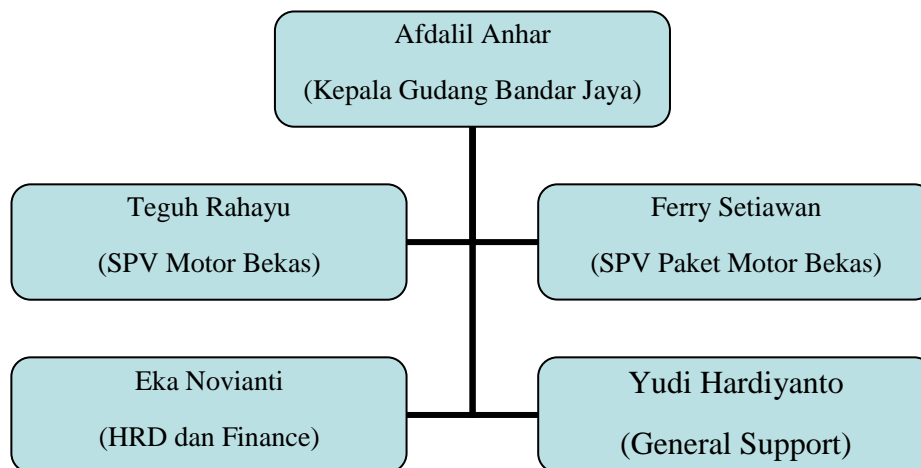 Afdalil Anhar
(Kepala Gudang Bandar Jaya)
Teguh Rahayu
(SPV Motor Bekas)
Ferry Setiawan
(SPV Paket Motor Bekas)
Eka Novianti
(HRD dan Finance)
Yudi Hardiyanto
(General Support)